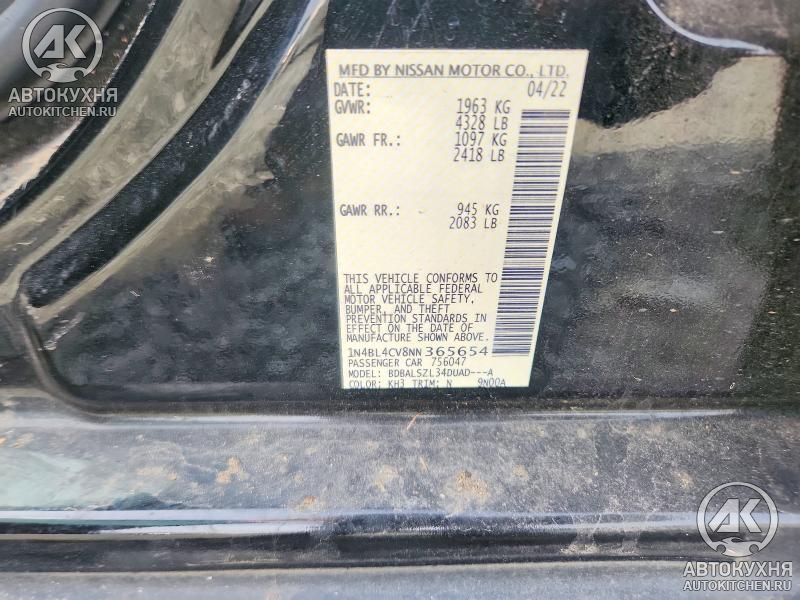 АК
АВТОКУХНЯ
AUTOKITCHEN.RU
MFD BY NISSAN MOTOR CO., LTD.
DATE: 04/22
GVWR: 1963 KG
4328 LB
GAWR FR.: 1097 KG
2418 LB
GAWR RR.: 945 KG
2083 LB
THIS VEHICLE CONFORMS TO
ALL APPLICABLE FEDERAL
MOTOR VEHICLE SAFETY,
BUMPER, AND THEFT
PREVENTION STANDARDS IN
EFFECT ON THE DATE OF
MANUFACTURE SHOWN ABOVE.
1N4BL4CV8NN365654
PASSENGER CAR 756047
MODEL: BDBALSZL34DUAD---A
COLOR: KH3 TRIM: N 9N00A
АК
АВТОКУХНЯ
AUTOKITCHEN.RU